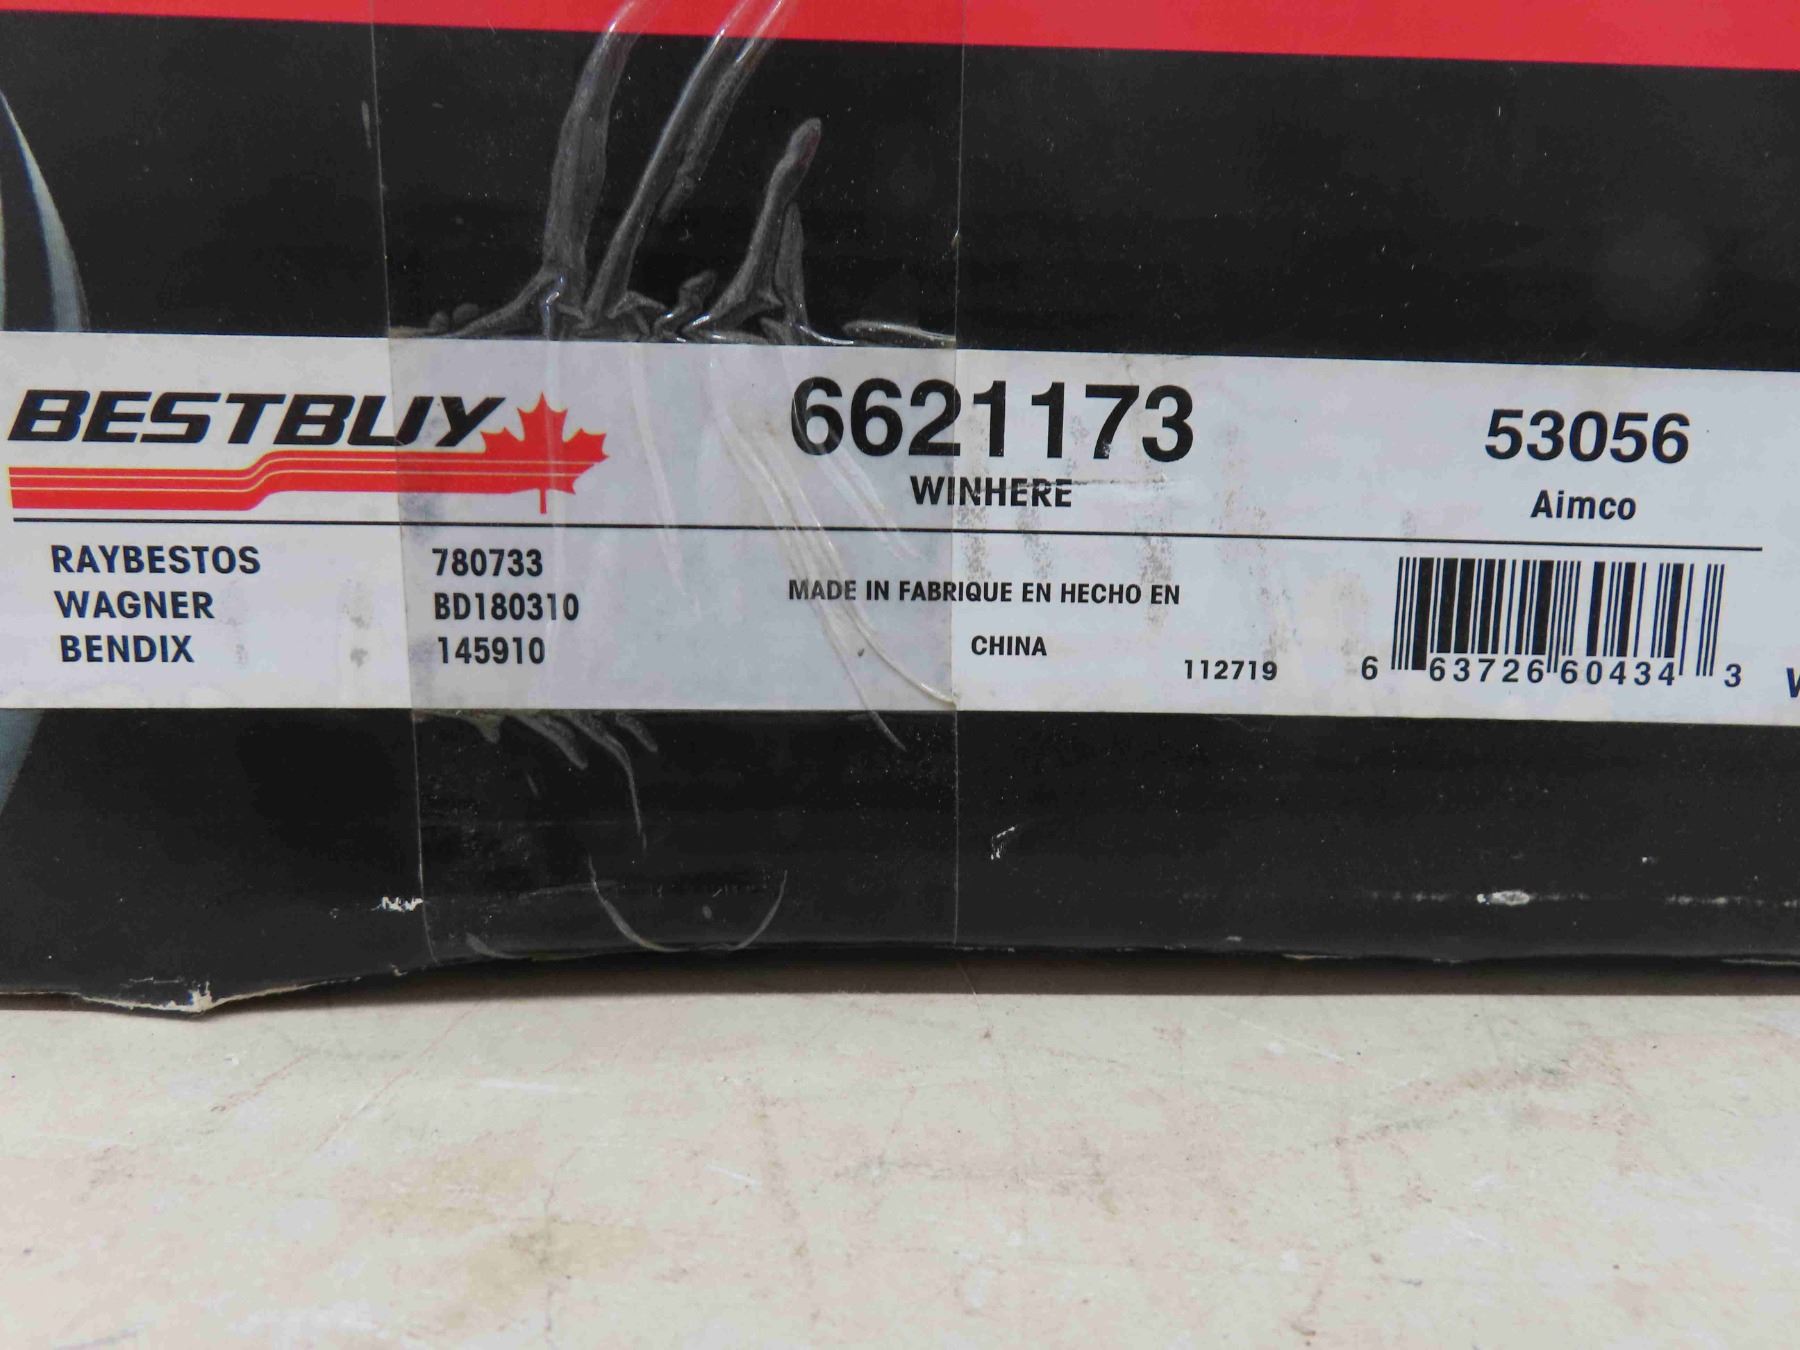 BESTBUY
6621173
WINHERE
53056
Aimco
RAYBESTOS 780733
WAGNER BD180310
BENDIX 145910
MADE IN FABRIQUE EN HECHO EN
CHINA
112719
6 63726 60434 3